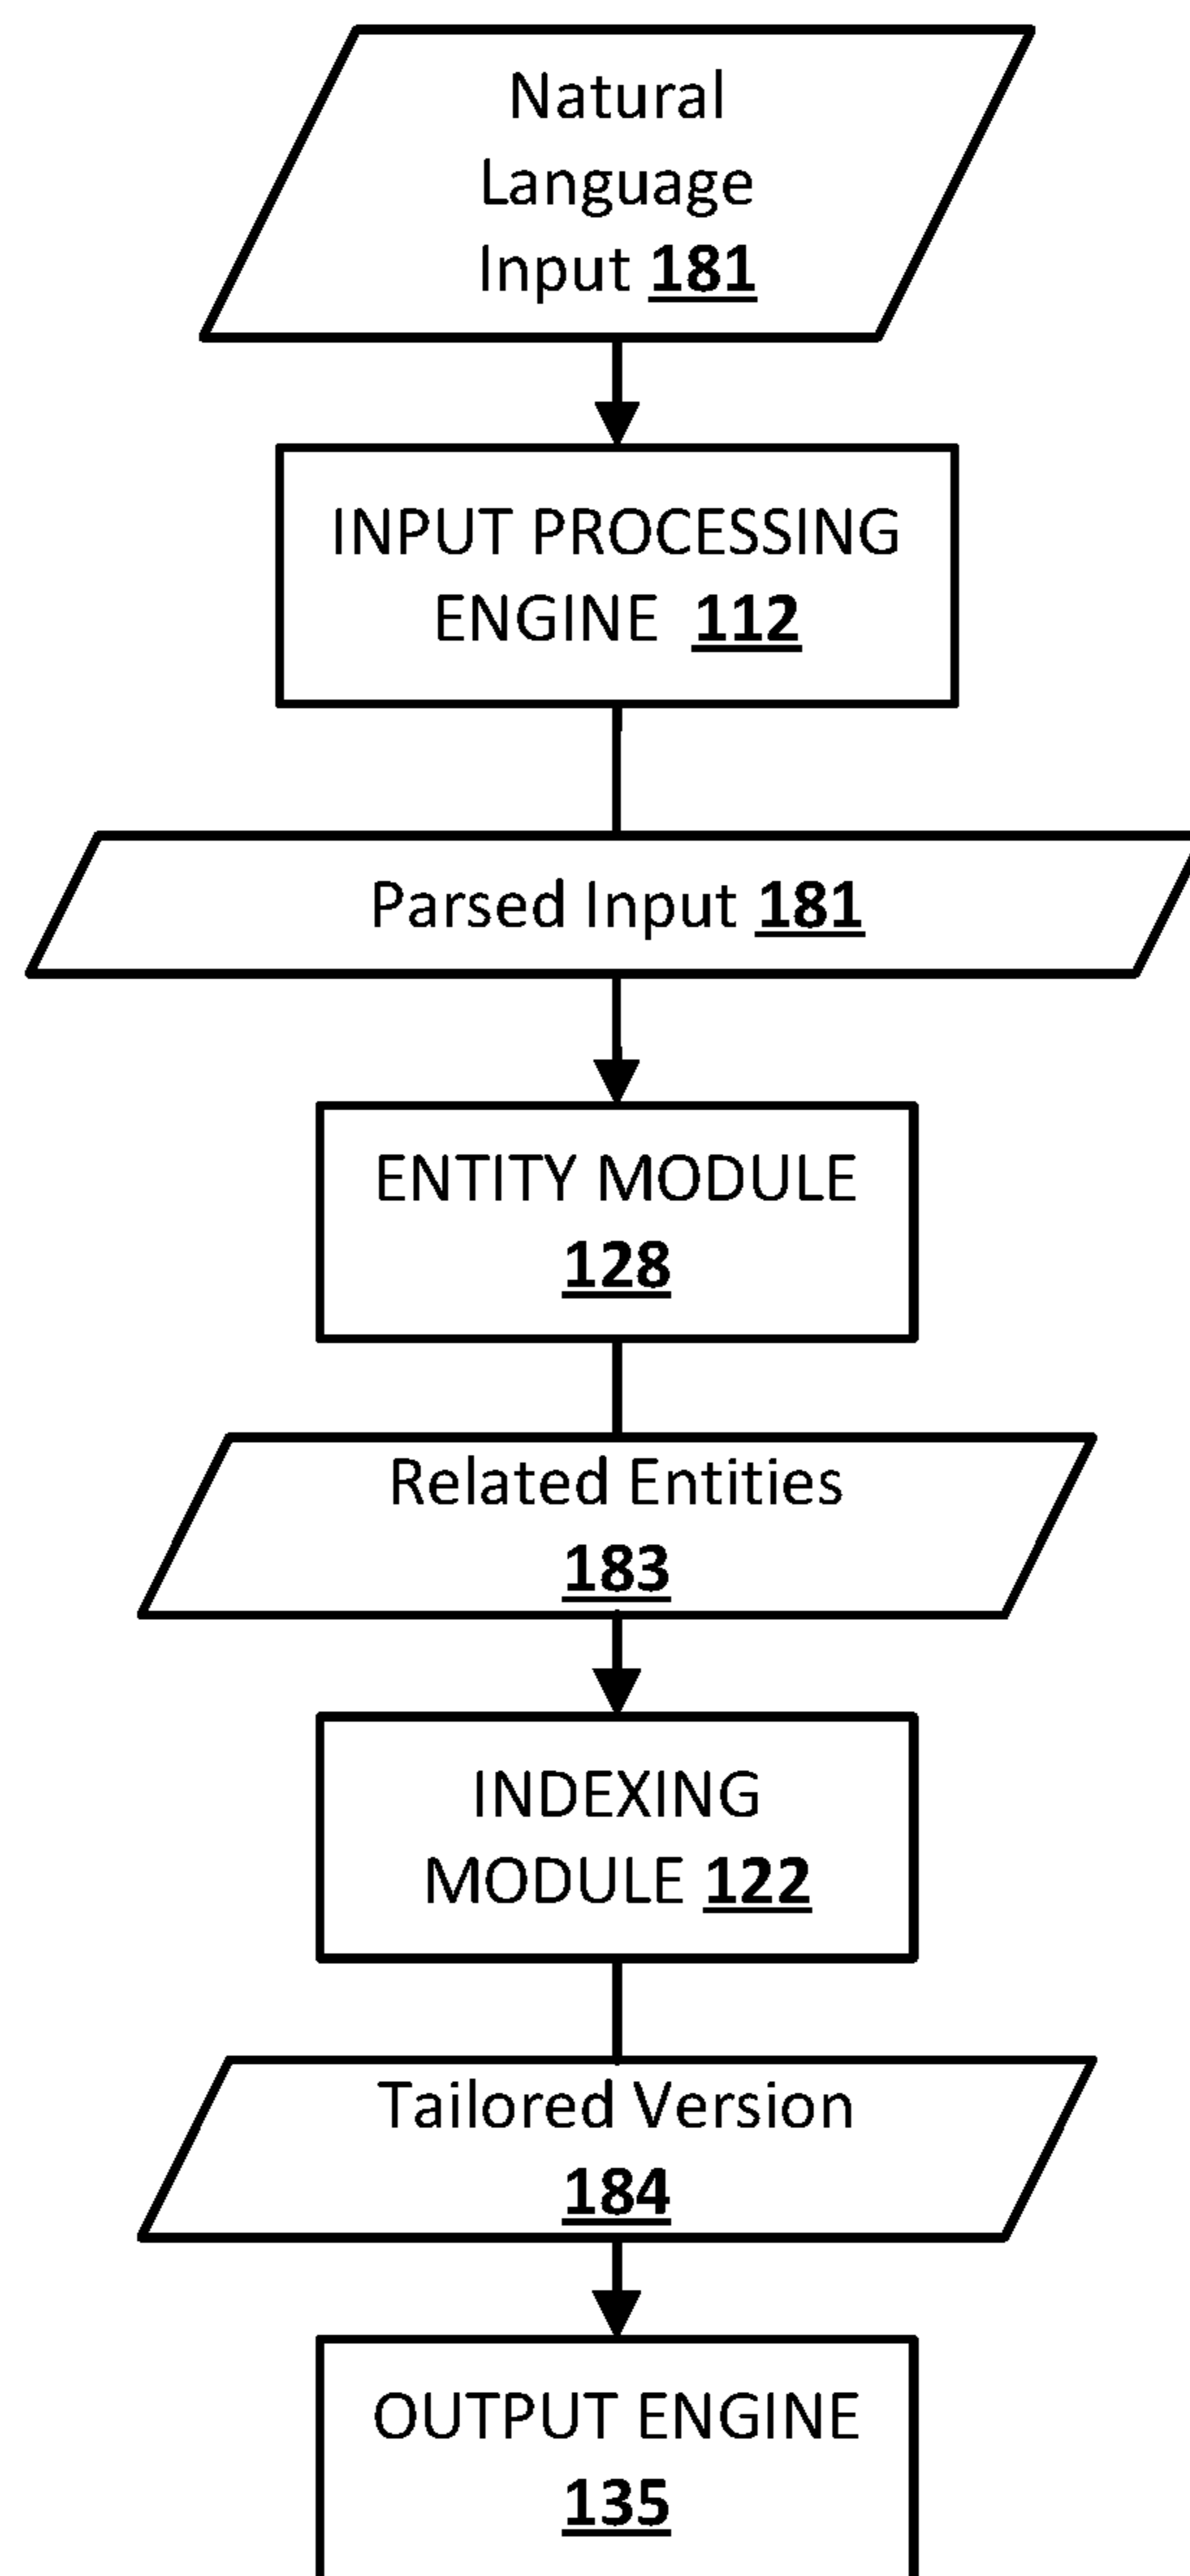 Natural
Language
Input 181
INPUT PROCESSING
ENGINE 112
Parsed Input 181
ENTITY MODULE
128
Related Entities
183
INDEXING
MODULE 122
Tailored Version
184
OUTPUT ENGINE
135